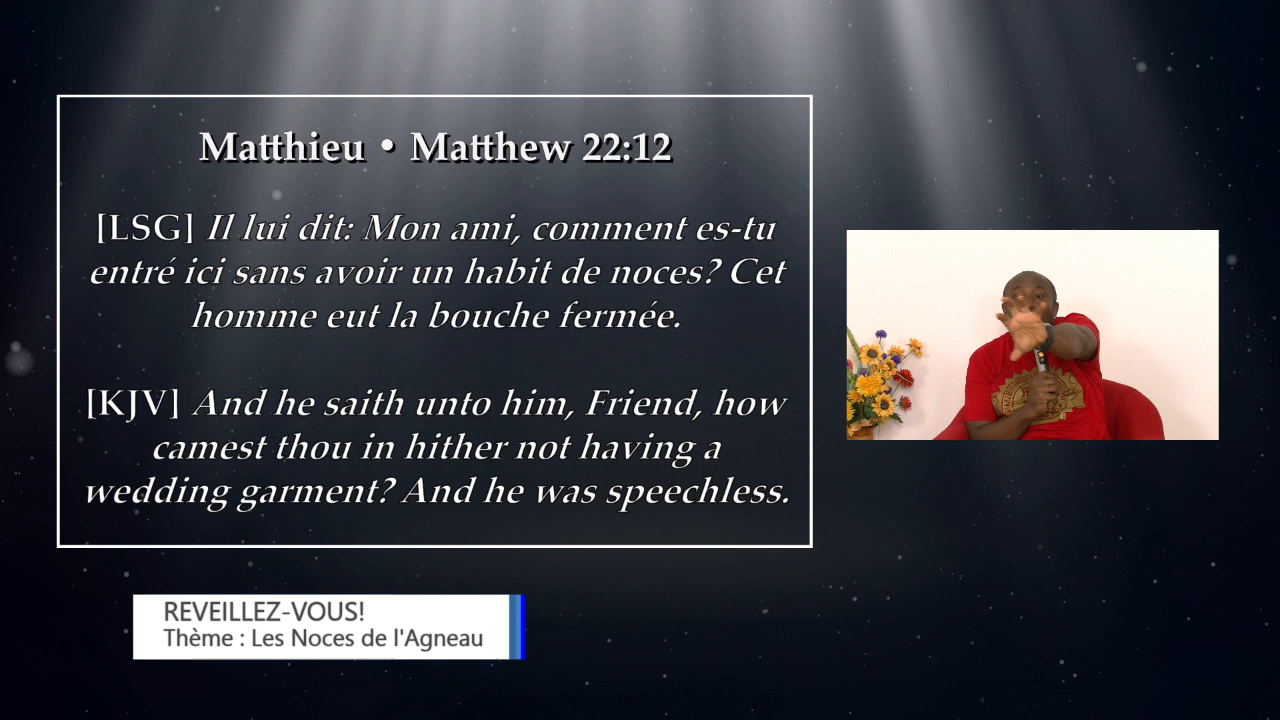 Matthieu • Matthew 22:12
[LSG] Il lui dit: Mon ami, comment es-tu
entré ici sans avoir un habit de noces? Cet
homme eut la bouche fermée.
[KJV] And he saith unto him, Friend, how
camest thou in hither not having a
wedding garment? And he was speechless.
REVEILLEZ-VOUS!
Thème : Les Noces de l'Agneau